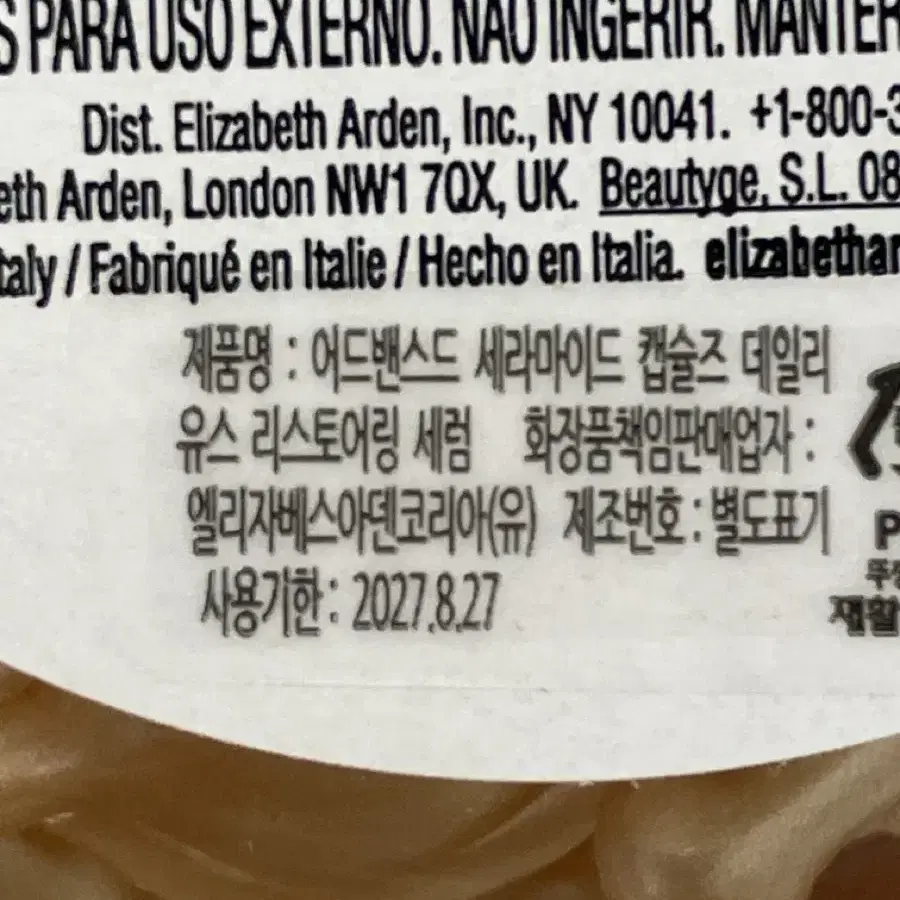 S PARA USO EXTERNO. NÃO INGERIR. MANTER
Dist. Elizabeth Arden, Inc., NY 10041. +1-800-3
eth Arden, London NW1 7QX, UK. Beautyge, S.L. 08
taly / Fabriqué en Italie / Hecho en Italia. elizabethar
제품명 : 어드밴스드 세라마이드 캡슐즈 데일리
유스 리스토어링 세럼 화장품책임판매업자 :
엘리자베스아덴코리아(유) 제조번호 : 별도표기
사용기한 : 2027.8.27
P
뚜
재활